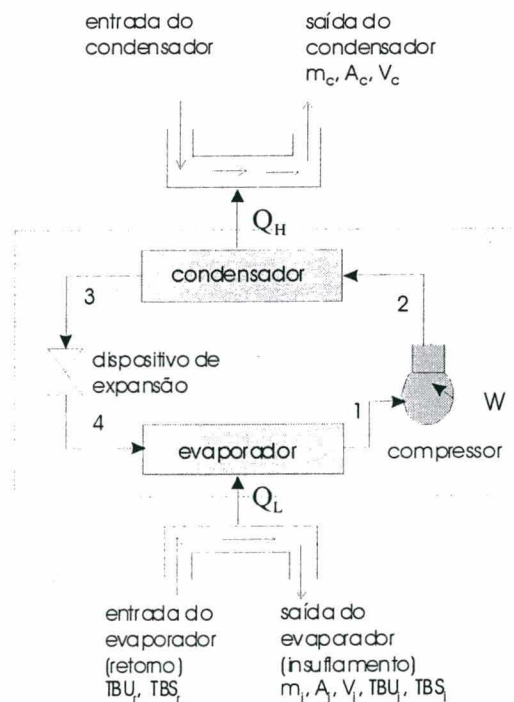 entrada do
condensador
saída do
condensador
m_c, A_c, V_c
Q_H
condensador
3
2
dispositivo de
expansão
W
4
1
compressor
evaporador
Q_L
entrada do
evaporador
(retorno)
TBU_r, TBS_r
saída do
evaporador
(insuflamento)
m_i, A_i, V_i, TBU_i, TBS_i